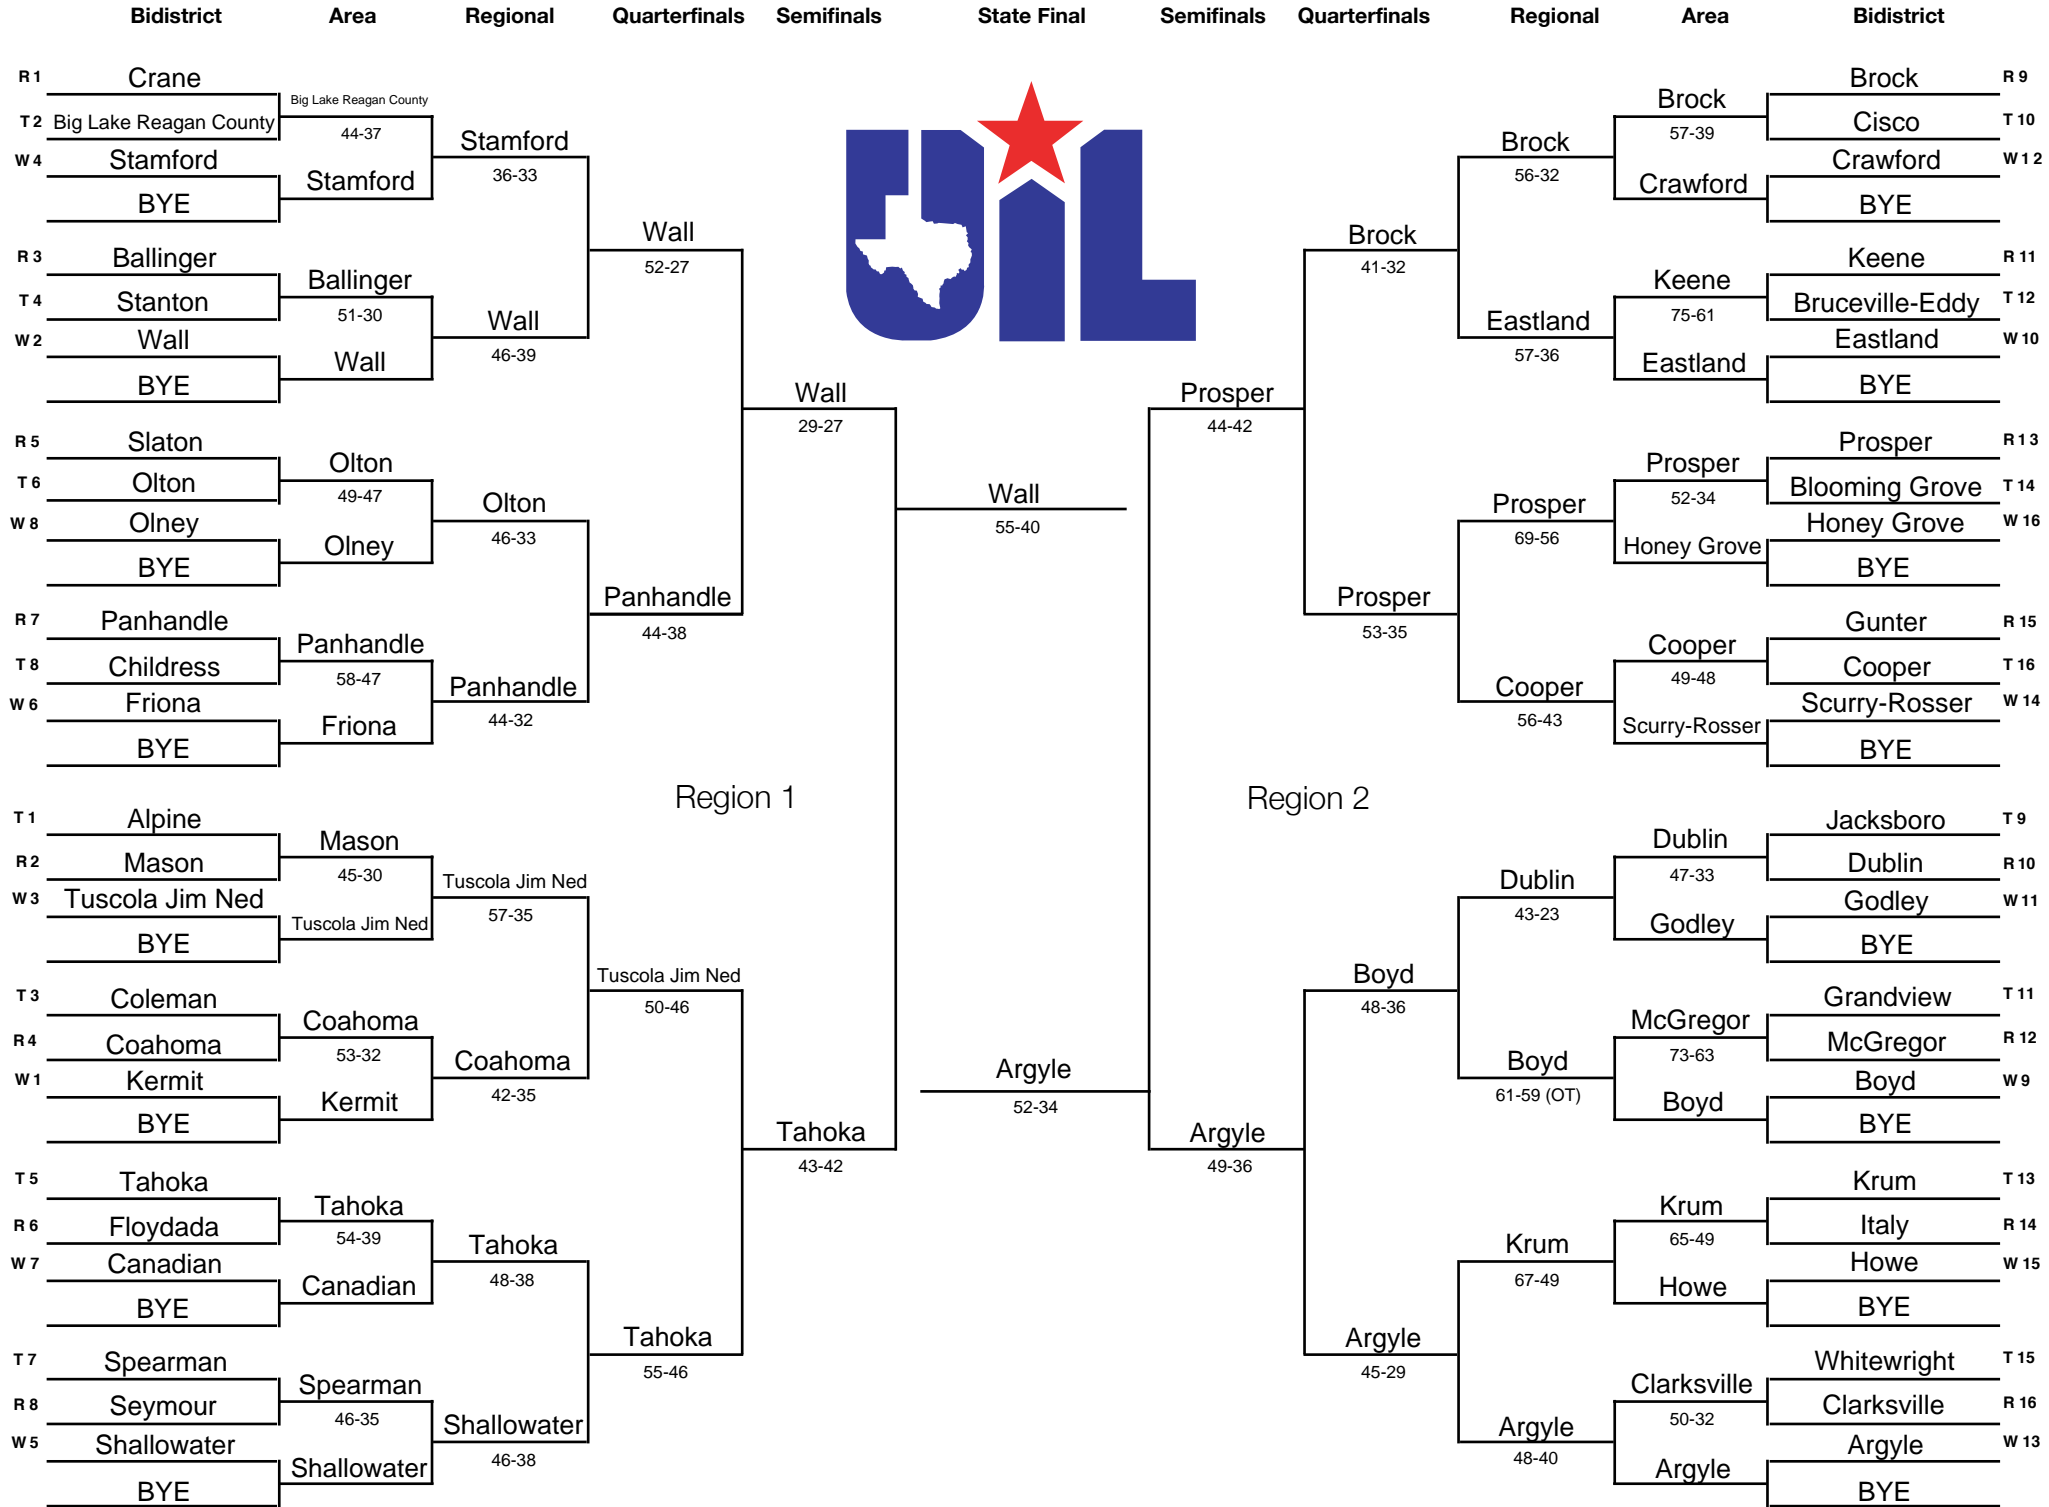 Bidistrict Area Regional Quarterfinals Semifinals State Final Semifinals Quarterfinals Regional Area Bidistrict
R 1 Crane
Big Lake Reagan County
T 2 Big Lake Reagan County
44-37
Stamford
36-33
W 4 Stamford
Stamford
BYE
Wall
52-27
R 3 Ballinger
Ballinger
T 4 Stanton
51-30
Wall
46-39
W 2 Wall
Wall
BYE
Wall
29-27
R 5 Slaton
Olton
T 6 Olton
49-47
Olton
46-33
W 8 Olney
Olney
BYE
Panhandle
44-38
R 7 Panhandle
Panhandle
T 8 Childress
58-47
Panhandle
44-32
W 6 Friona
Friona
BYE
Region 1
T 1 Alpine
Mason
R 2 Mason
45-30
Tuscola Jim Ned
57-35
W 3 Tuscola Jim Ned
Tuscola Jim Ned
BYE
Tuscola Jim Ned
50-46
T 3 Coleman
Coahoma
R 4 Coahoma
53-32
Coahoma
42-35
W 1 Kermit
Kermit
BYE
Tahoka
43-42
T 5 Tahoka
Tahoka
R 6 Floydada
54-39
Tahoka
48-38
W 7 Canadian
Canadian
BYE
Tahoka
55-46
T 7 Spearman
Spearman
R 8 Seymour
46-35
Shallowater
46-38
W 5 Shallowater
Shallowater
BYE
UIL
Wall
55-40
Argyle
52-34
Brock R 9
Brock
57-39
Cisco T 10
Brock
56-32
Crawford W 1 2
Crawford
BYE
Brock
41-32
Keene R 11
Keene
75-61
Bruceville-Eddy T 12
Eastland
57-36
Eastland W 10
Eastland
BYE
Prosper
44-42
Prosper R 1 3
Prosper
52-34
Blooming Grove T 14
Prosper
69-56
Honey Grove W 16
Honey Grove
BYE
Prosper
53-35
Gunter R 15
Cooper
49-48
Cooper T 16
Cooper
56-43
Scurry-Rosser W 14
Scurry-Rosser
BYE
Region 2
Jacksboro T 9
Dublin
47-33
Dublin R 10
Dublin
43-23
Godley W 11
Godley
BYE
Boyd
48-36
Grandview T 11
McGregor
73-63
McGregor R 12
Boyd
61-59 (OT)
Boyd W 9
Boyd
BYE
Argyle
49-36
Krum T 13
Krum
65-49
Italy R 14
Krum
67-49
Howe W 15
Howe
BYE
Argyle
45-29
Whitewright T 15
Clarksville
50-32
Clarksville R 16
Argyle
48-40
Argyle W 13
Argyle
BYE